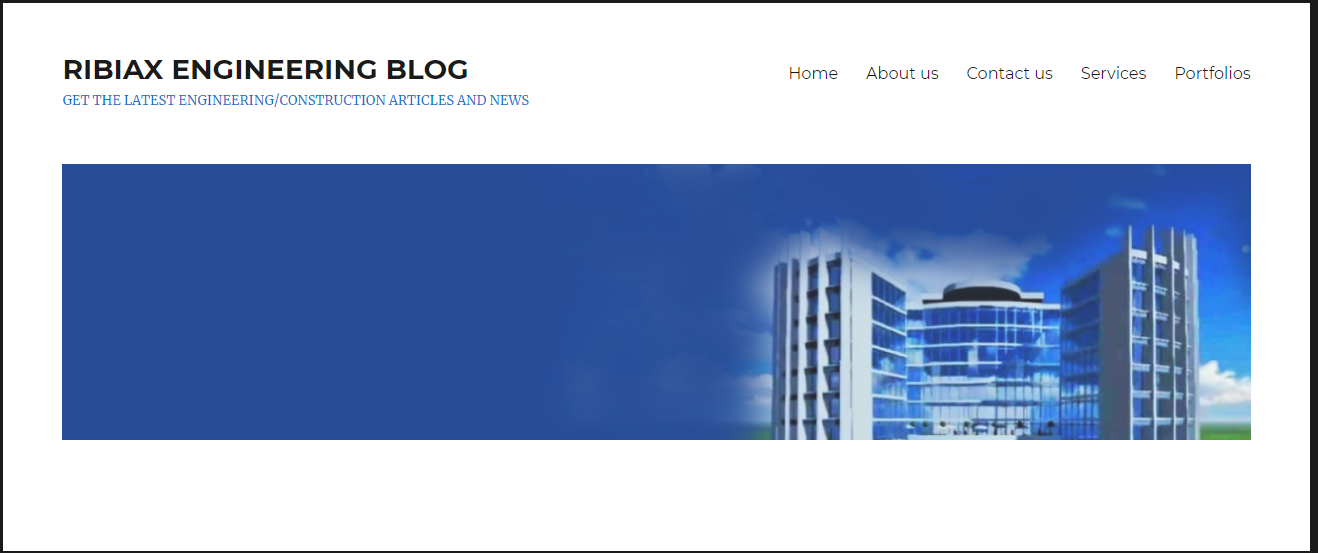 RIBIAX ENGINEERING BLOG
GET THE LATEST ENGINEERING/CONSTRUCTION ARTICLES AND NEWS
Home About us Contact us Services Portfolios